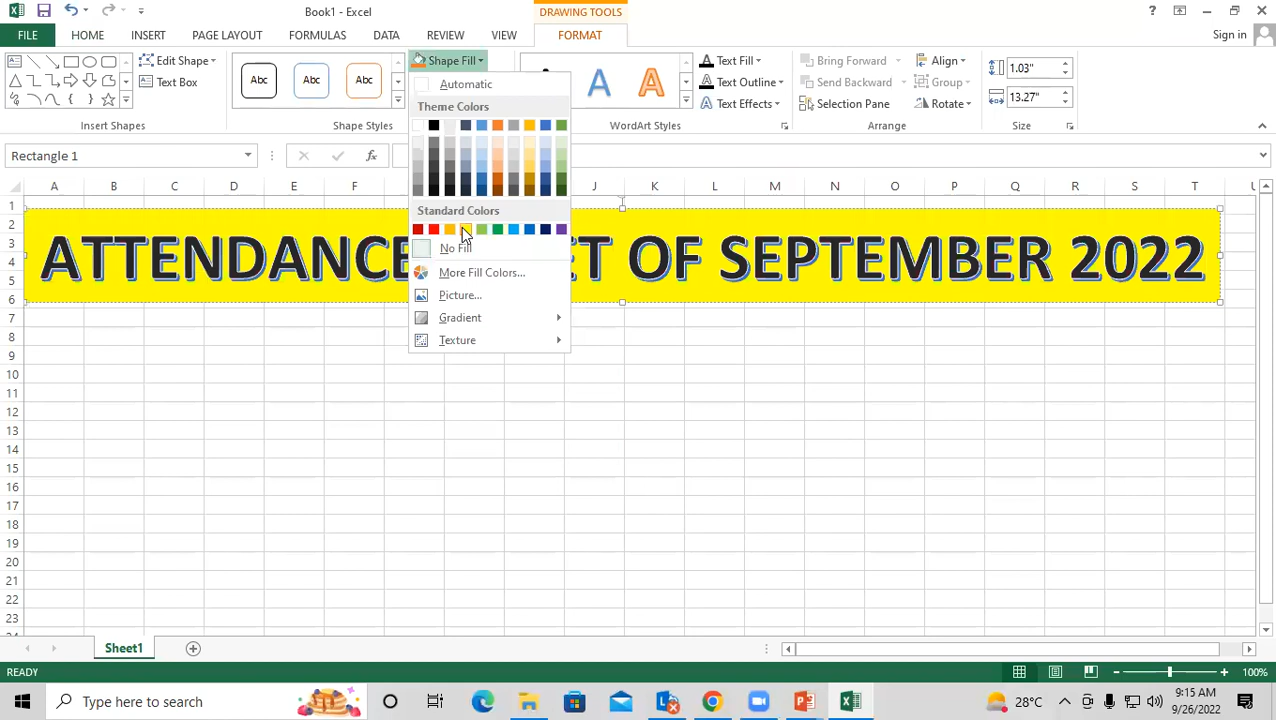 Book1 - Excel
DRAWING TOOLS
?
FILE HOME INSERT PAGE LAYOUT FORMULAS DATA REVIEW VIEW FORMAT Sign in
Edit Shape
Text Box
Insert Shapes
Abc Abc Abc
Shape Styles
Shape Fill
A A
WordArt Styles
Text Fill
Text Outline
Text Effects
Bring Forward
Send Backward
Selection Pane
Align
Group
Rotate
Arrange
1.03"
13.27"
Size
Automatic
Theme Colors
Standard Colors
No Fill
More Fill Colors...
Picture...
Gradient
Texture
Rectangle 1
fx
A B C D E F J K L M N O P Q R S T U
1
2
3
4
5
6
7
8
9
10
11
12
13
14
15
16
17
18
19
20
21
22
23
24
ATTENDANCE ET OF SEPTEMBER 2022
Sheet1
READY
100%
Type here to search
28°C
9:15 AM
9/26/2022